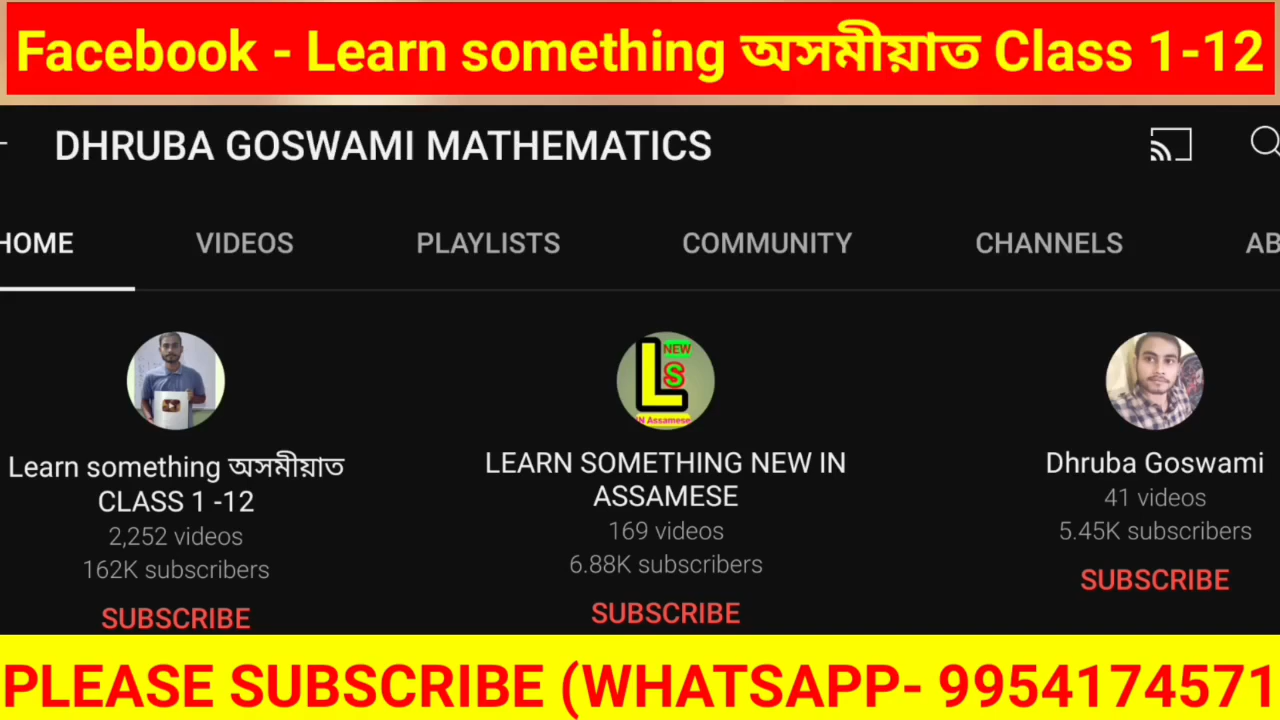 Facebook - Learn something অসমীয়াত Class 1-12
DHRUBA GOSWAMI MATHEMATICS
HOME
VIDEOS
PLAYLISTS
COMMUNITY
CHANNELS
AB
NEW
L
S
IN Assamese
Learn something অসমীয়াত
CLASS 1 -12
2,252 videos
162K subscribers
SUBSCRIBE
LEARN SOMETHING NEW IN
ASSAMESE
169 videos
6.88K subscribers
SUBSCRIBE
Dhruba Goswami
41 videos
5.45K subscribers
SUBSCRIBE
PLEASE SUBSCRIBE (WHATSAPP- 9954174571